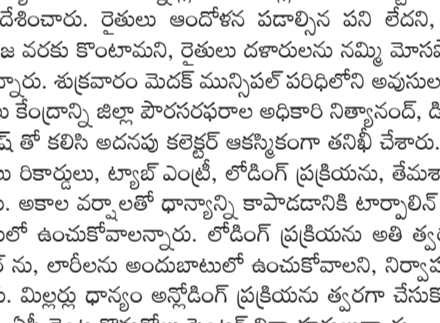 దేశించారు. రైతులు ఆందోళన పడాల్సిన పని లేదని,
జ వరకు కొంటామని, రైతులు దళారులను నమ్మి మోసపో
న్నారు. శుక్రవారం మెదక్ మున్సిపల్ పరిధిలోని అవుసుల
కేంద్రాన్ని జిల్లా పౌరసరఫరాల అధికారి నిత్యానంద్, డి
ష్ తో కలిసి అదనపు కలెక్టర్ ఆకస్మికంగా తనిఖీ చేశారు.
రికార్డులు, ట్యాబ్ ఎంట్రీ, లోడింగ్ ప్రక్రియను, తేమశ
. అకాల వర్షాలతో ధాన్యాన్ని కాపాడడానికి టార్పాలిన్
లో ఉంచుకోవాలన్నారు. లోడింగ్ ప్రక్రియను అతి త్వర
ను, లారీలను అందుబాటులో ఉంచుకోవాలని, నిర్వాహ
. మిల్లర్లు ధాన్యం అన్లోడింగ్ ప్రక్రియను త్వరగా చేసుక